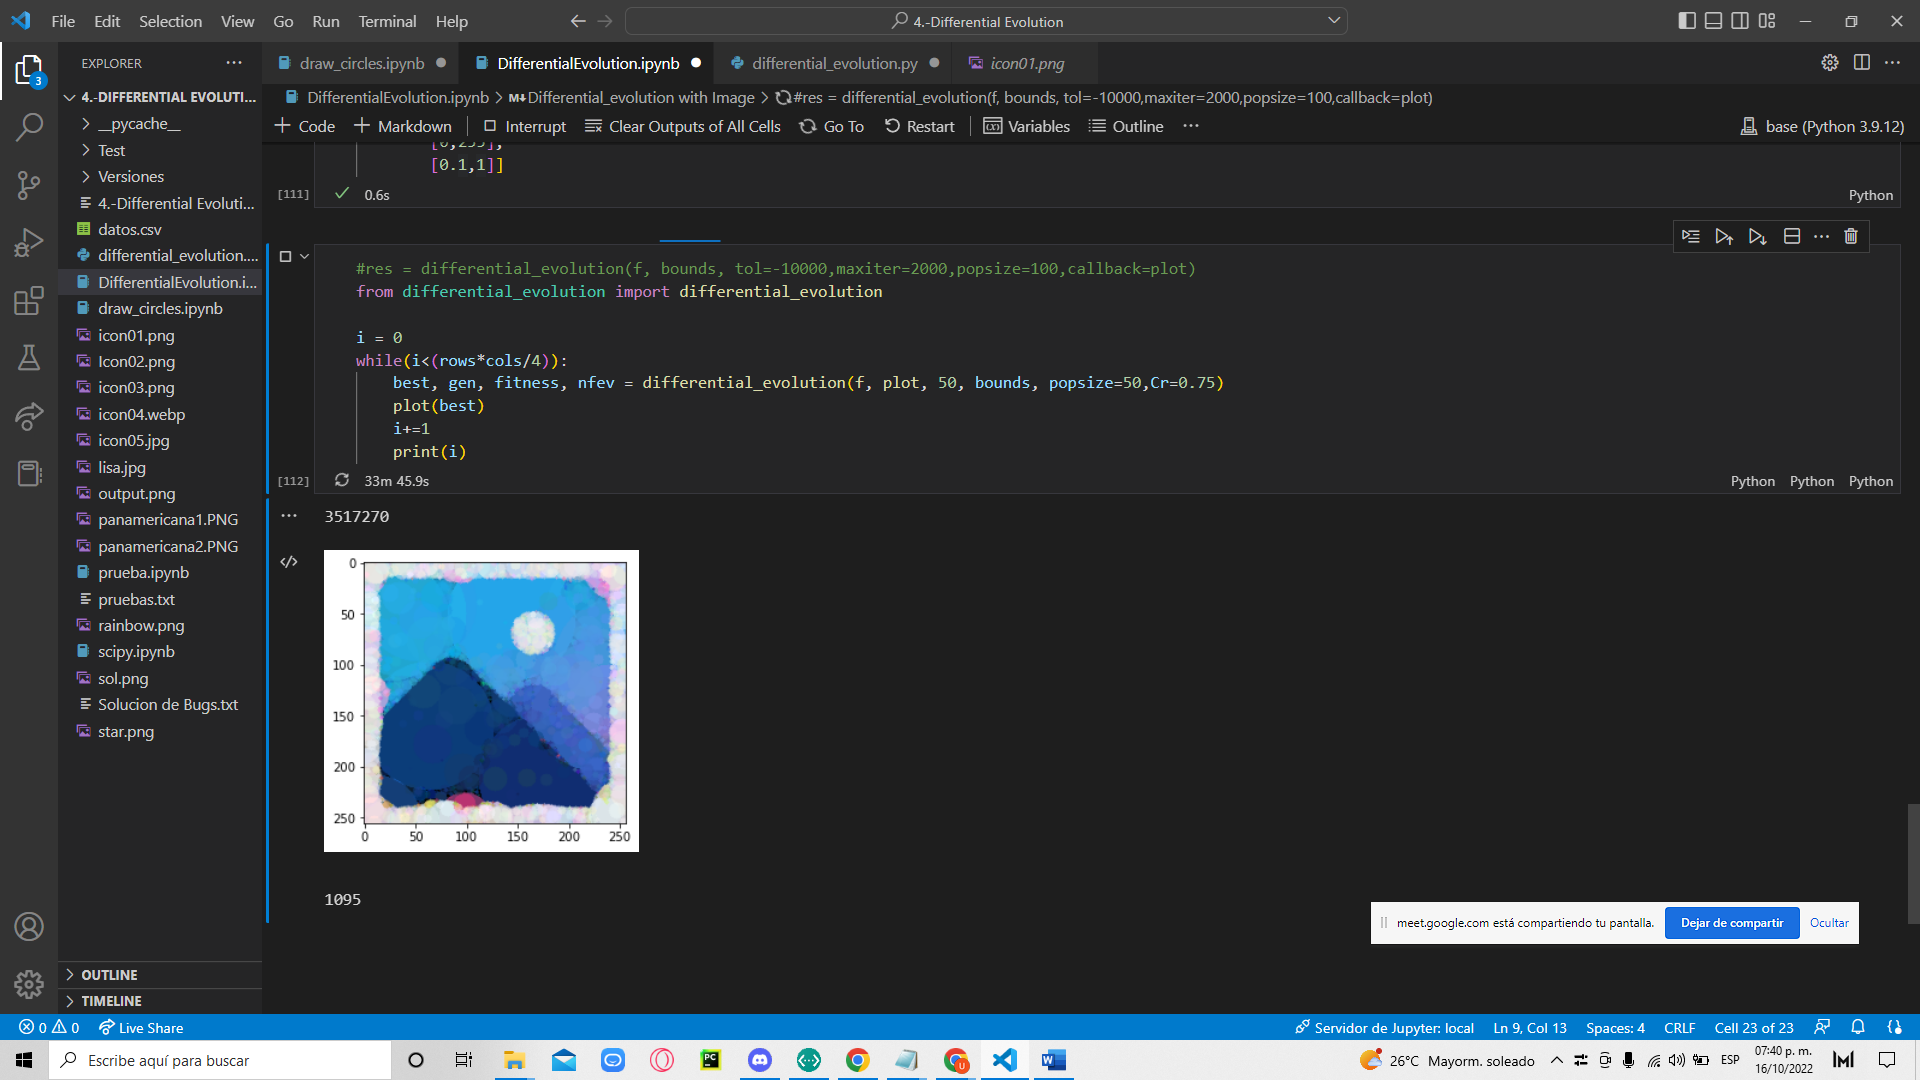 File Edit Selection View Go Run Terminal Help
4.-Differential Evolution
EXPLORER
draw_circles.ipynb
DifferentialEvolution.ipynb
differential_evolution.py
icon01.png
4.-DIFFERENTIAL EVOLUTI...
DifferentialEvolution.ipynb > M↓Differential_evolution with Image > #res = differential_evolution(f, bounds, tol=-10000,maxiter=2000,popsize=100,callback=plot)
Code Markdown Interrupt Clear Outputs of All Cells Go To Restart Variables Outline ...
base (Python 3.9.12)
__pycache__
Test
Versiones
4.-Differential Evoluti...
datos.csv
differential_evolution....
DifferentialEvolution.i...
draw_circles.ipynb
icon01.png
Icon02.png
icon03.png
icon04.webp
icon05.jpg
lisa.jpg
output.png
panamericana1.PNG
panamericana2.PNG
prueba.ipynb
pruebas.txt
rainbow.png
scipy.ipynb
sol.png
Solucion de Bugs.txt
star.png
OUTLINE
TIMELINE
[0,255],
[0.1,1]]
[111] 0.6s Python
#res = differential_evolution(f, bounds, tol=-10000,maxiter=2000,popsize=100,callback=plot)
from differential_evolution import differential_evolution
i = 0
while(i<(rows*cols/4)):
best, gen, fitness, nfev = differential_evolution(f, plot, 50, bounds, popsize=50,Cr=0.75)
plot(best)
i+=1
print(i)
[112] 33m 45.9s Python Python Python
3517270
0
50
100
150
200
250
0 50 100 150 200 250
1095
meet.google.com está compartiendo tu pantalla. Dejar de compartir Ocultar
0 0 Live Share
Servidor de Jupyter: local Ln 9, Col 13 Spaces: 4 CRLF Cell 23 of 23
Escribe aquí para buscar
26°C Mayorm. soleado
ESP
07:40 p. m.
16/10/2022
3